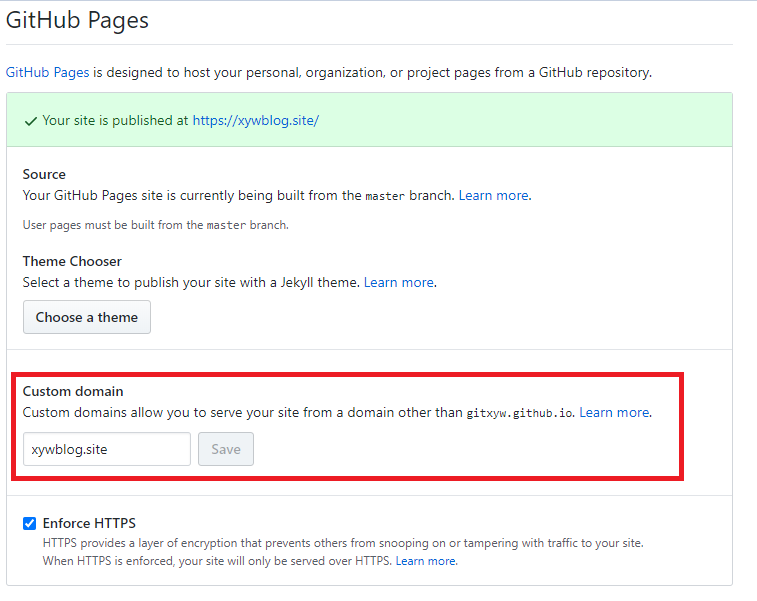 GitHub Pages
GitHub Pages is designed to host your personal, organization, or project pages from a GitHub repository.
Your site is published at https://xywblog.site/
Source
Your GitHub Pages site is currently being built from the master branch. Learn more.
User pages must be built from the master branch.
Theme Chooser
Select a theme to publish your site with a Jekyll theme. Learn more.
Choose a theme
Custom domain
Custom domains allow you to serve your site from a domain other than gitxyw.github.io. Learn more.
xywblog.site Save
Enforce HTTPS
HTTPS provides a layer of encryption that prevents others from snooping on or tampering with traffic to your site.
When HTTPS is enforced, your site will only be served over HTTPS. Learn more.